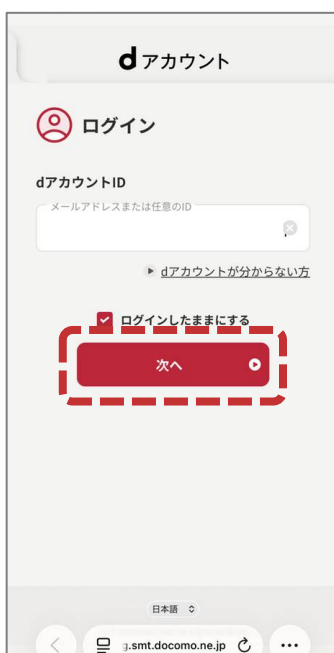 dアカウント
ログイン
dアカウントID
メールアドレスまたは任意のID
dアカウントが分からない方
ログインしたままにする
次へ
日本語
g.smt.docomo.ne.jp